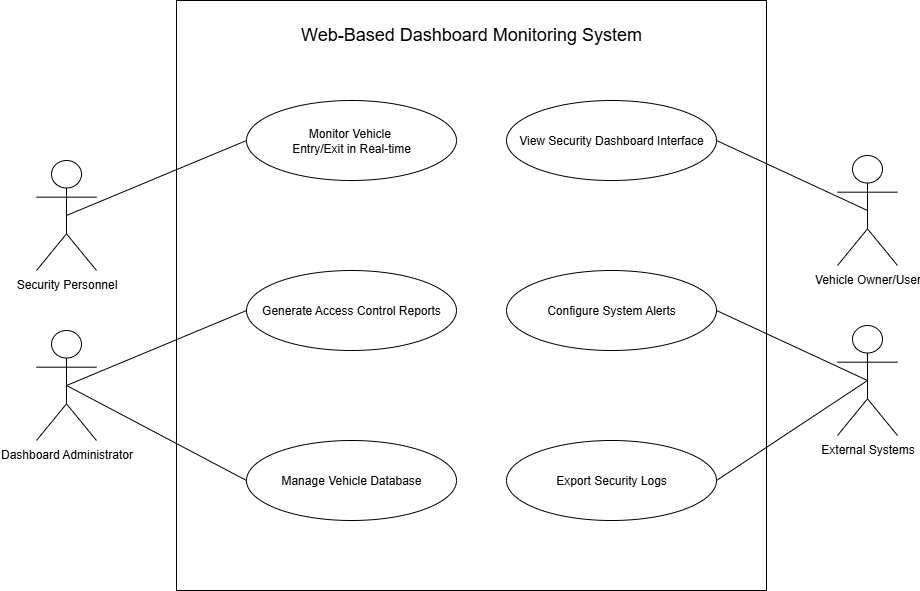 Web-Based Dashboard Monitoring System
Monitor Vehicle
Entry/Exit in Real-time
View Security Dashboard Interface
Security Personnel
Vehicle Owner/User
Generate Access Control Reports
Configure System Alerts
Dashboard Administrator
External Systems
Manage Vehicle Database
Export Security Logs